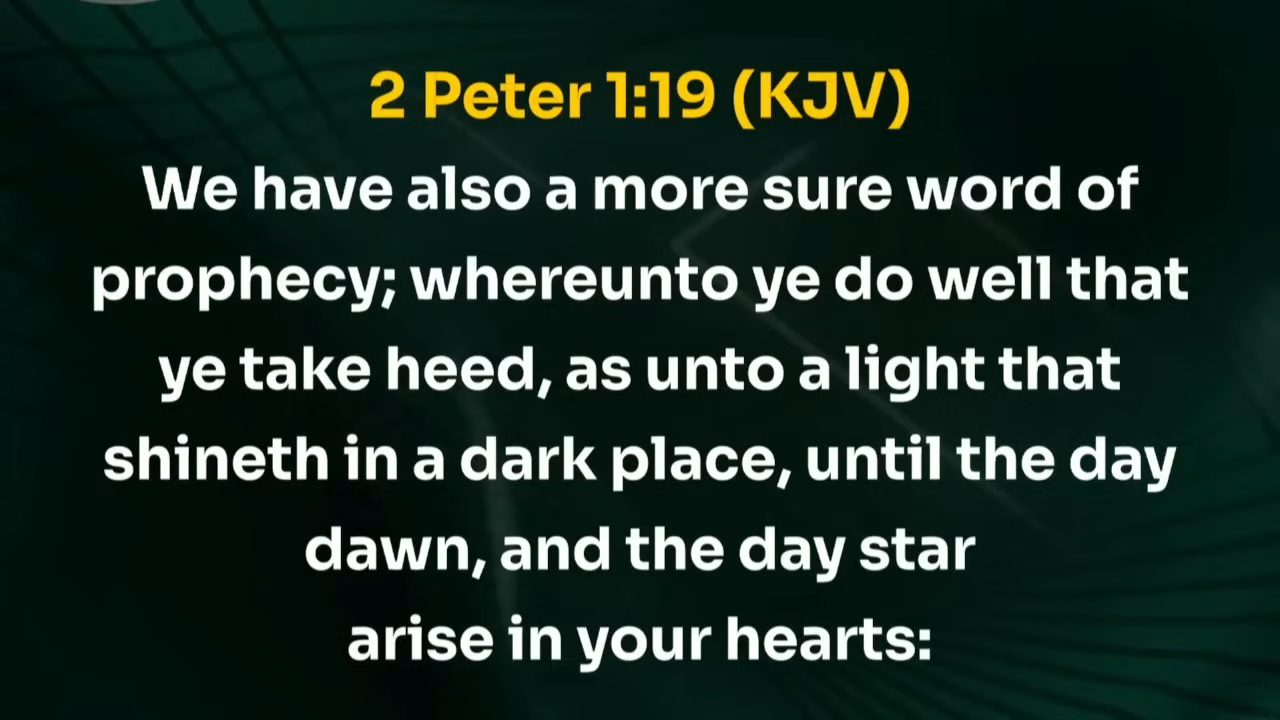 2 Peter 1:19 (KJV)
We have also a more sure word of
prophecy; whereunto ye do well that
ye take heed, as unto a light that
shineth in a dark place, until the day
dawn, and the day star
arise in your hearts: